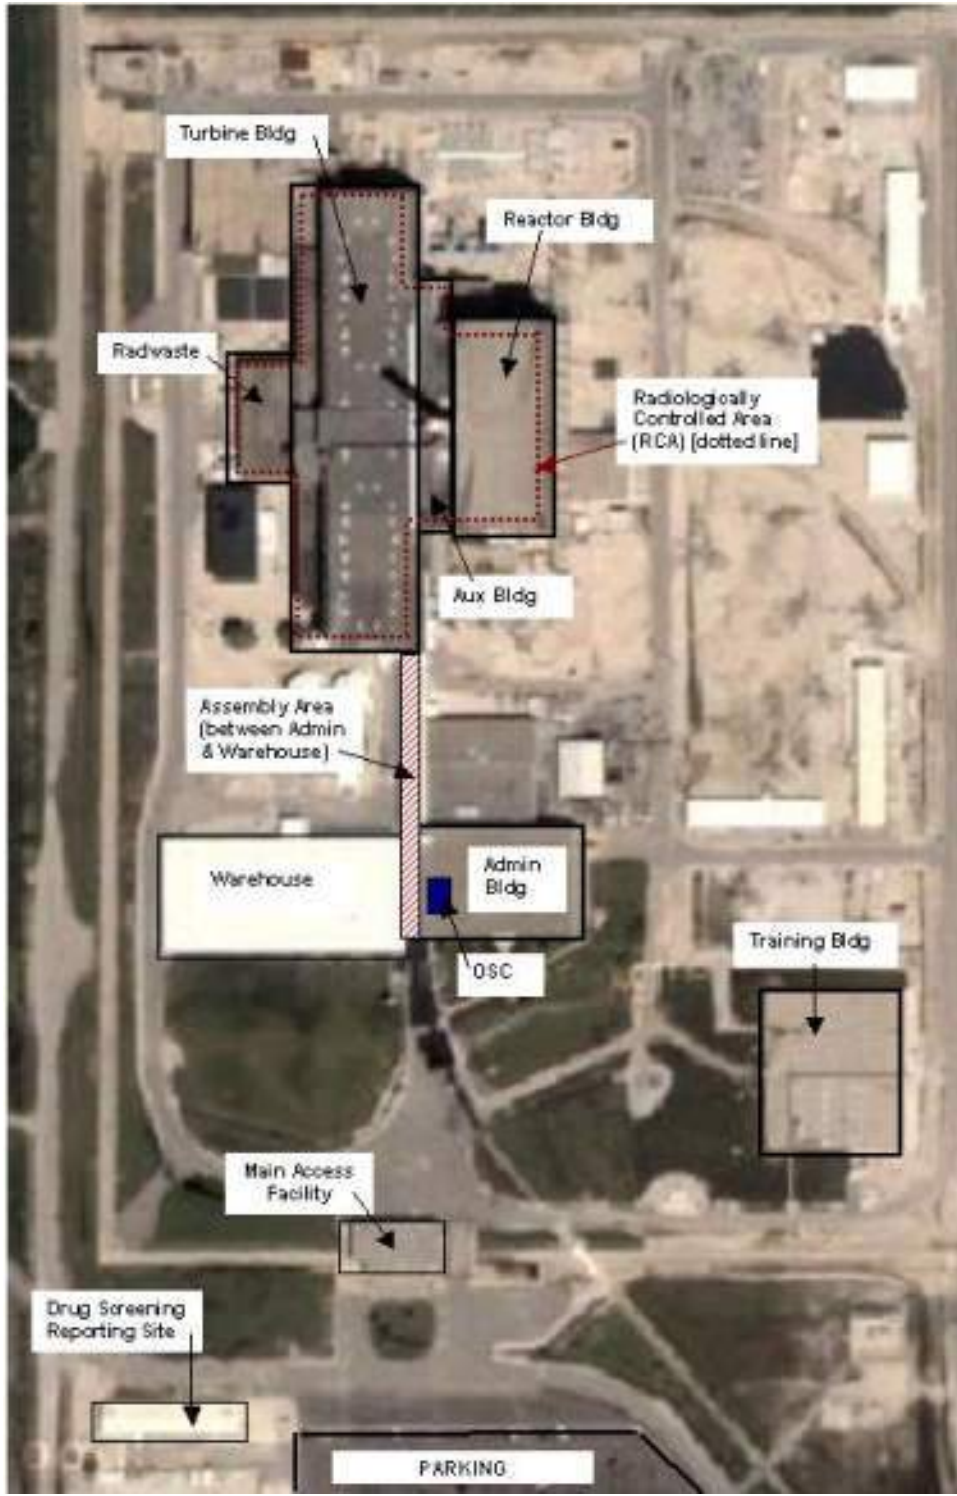 Turbine Bldg
Reactor Bldg
Radwaste
Radiologically
Controlled Area
(RCA) [dotted line]
Aux Bldg
Assembly Area
(between Admin
& Warehouse)
Warehouse
Admin
Bldg
OSC
Training Bldg
Main Access
Facility
Drug Screening
Reporting Site
PARKING